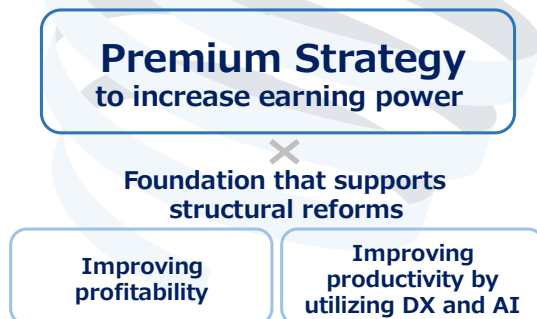 Premium Strategy
to increase earning power
×
Foundation that supports
structural reforms
Improving
profitability
Improving
productivity by
utilizing DX and AI